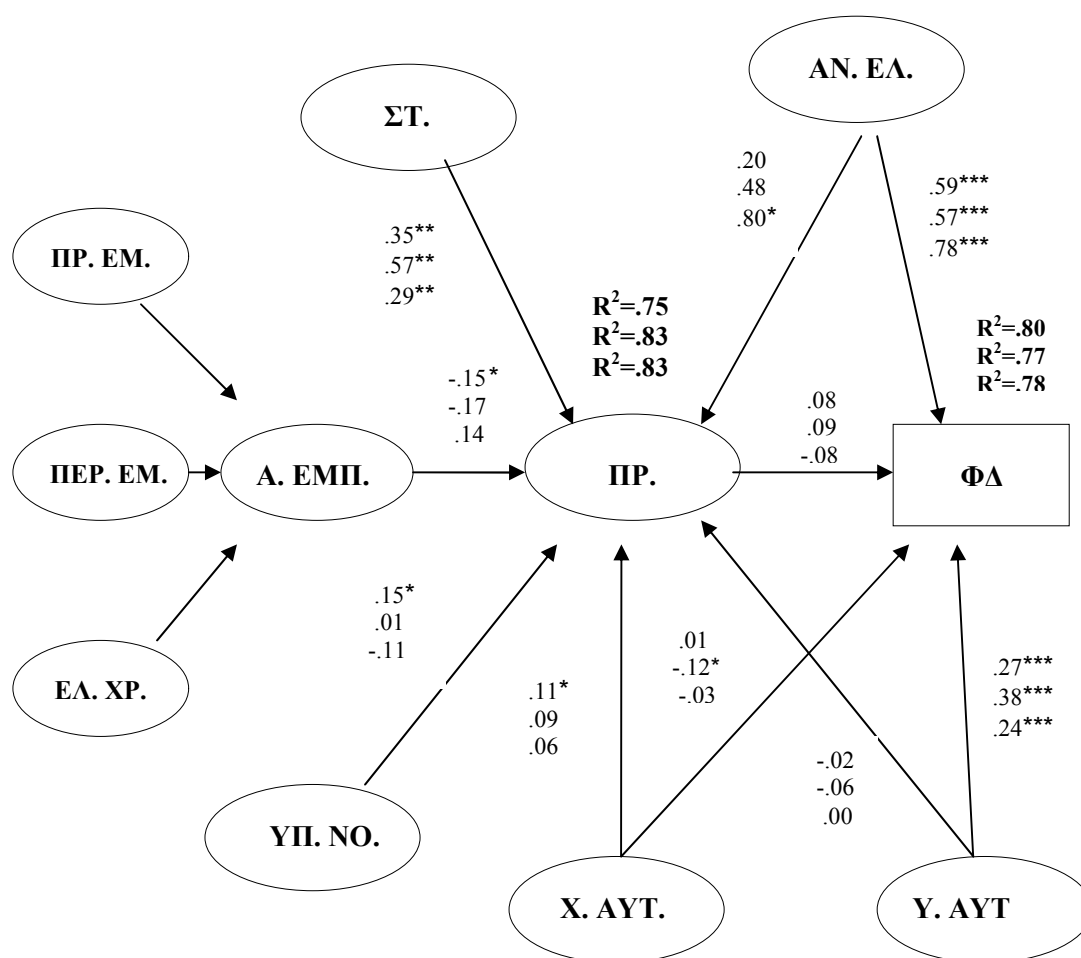 ΑΝ. ΕΛ.
ΣΤ.
.20
.48
.80*
.59***
.57***
.78***
ΠΡ. ΕΜ.
.35**
.57**
.29**
R²=.75
R²=.83
R²=.83
R²=.80
R²=.77
R²=.78
-.15*
-.17
.14
.08
.09
-.08
ΠΕΡ. ΕΜ.
Α. ΕΜΠ.
ΠΡ.
ΦΔ
.15*
.01
-.11
.01
-.12*
-.03
.27***
.38***
.24***
ΕΛ. ΧΡ.
.11*
.09
.06
-.02
-.06
.00
ΥΠ. ΝΟ.
Χ. ΑΥΤ.
Υ. ΑΥΤ